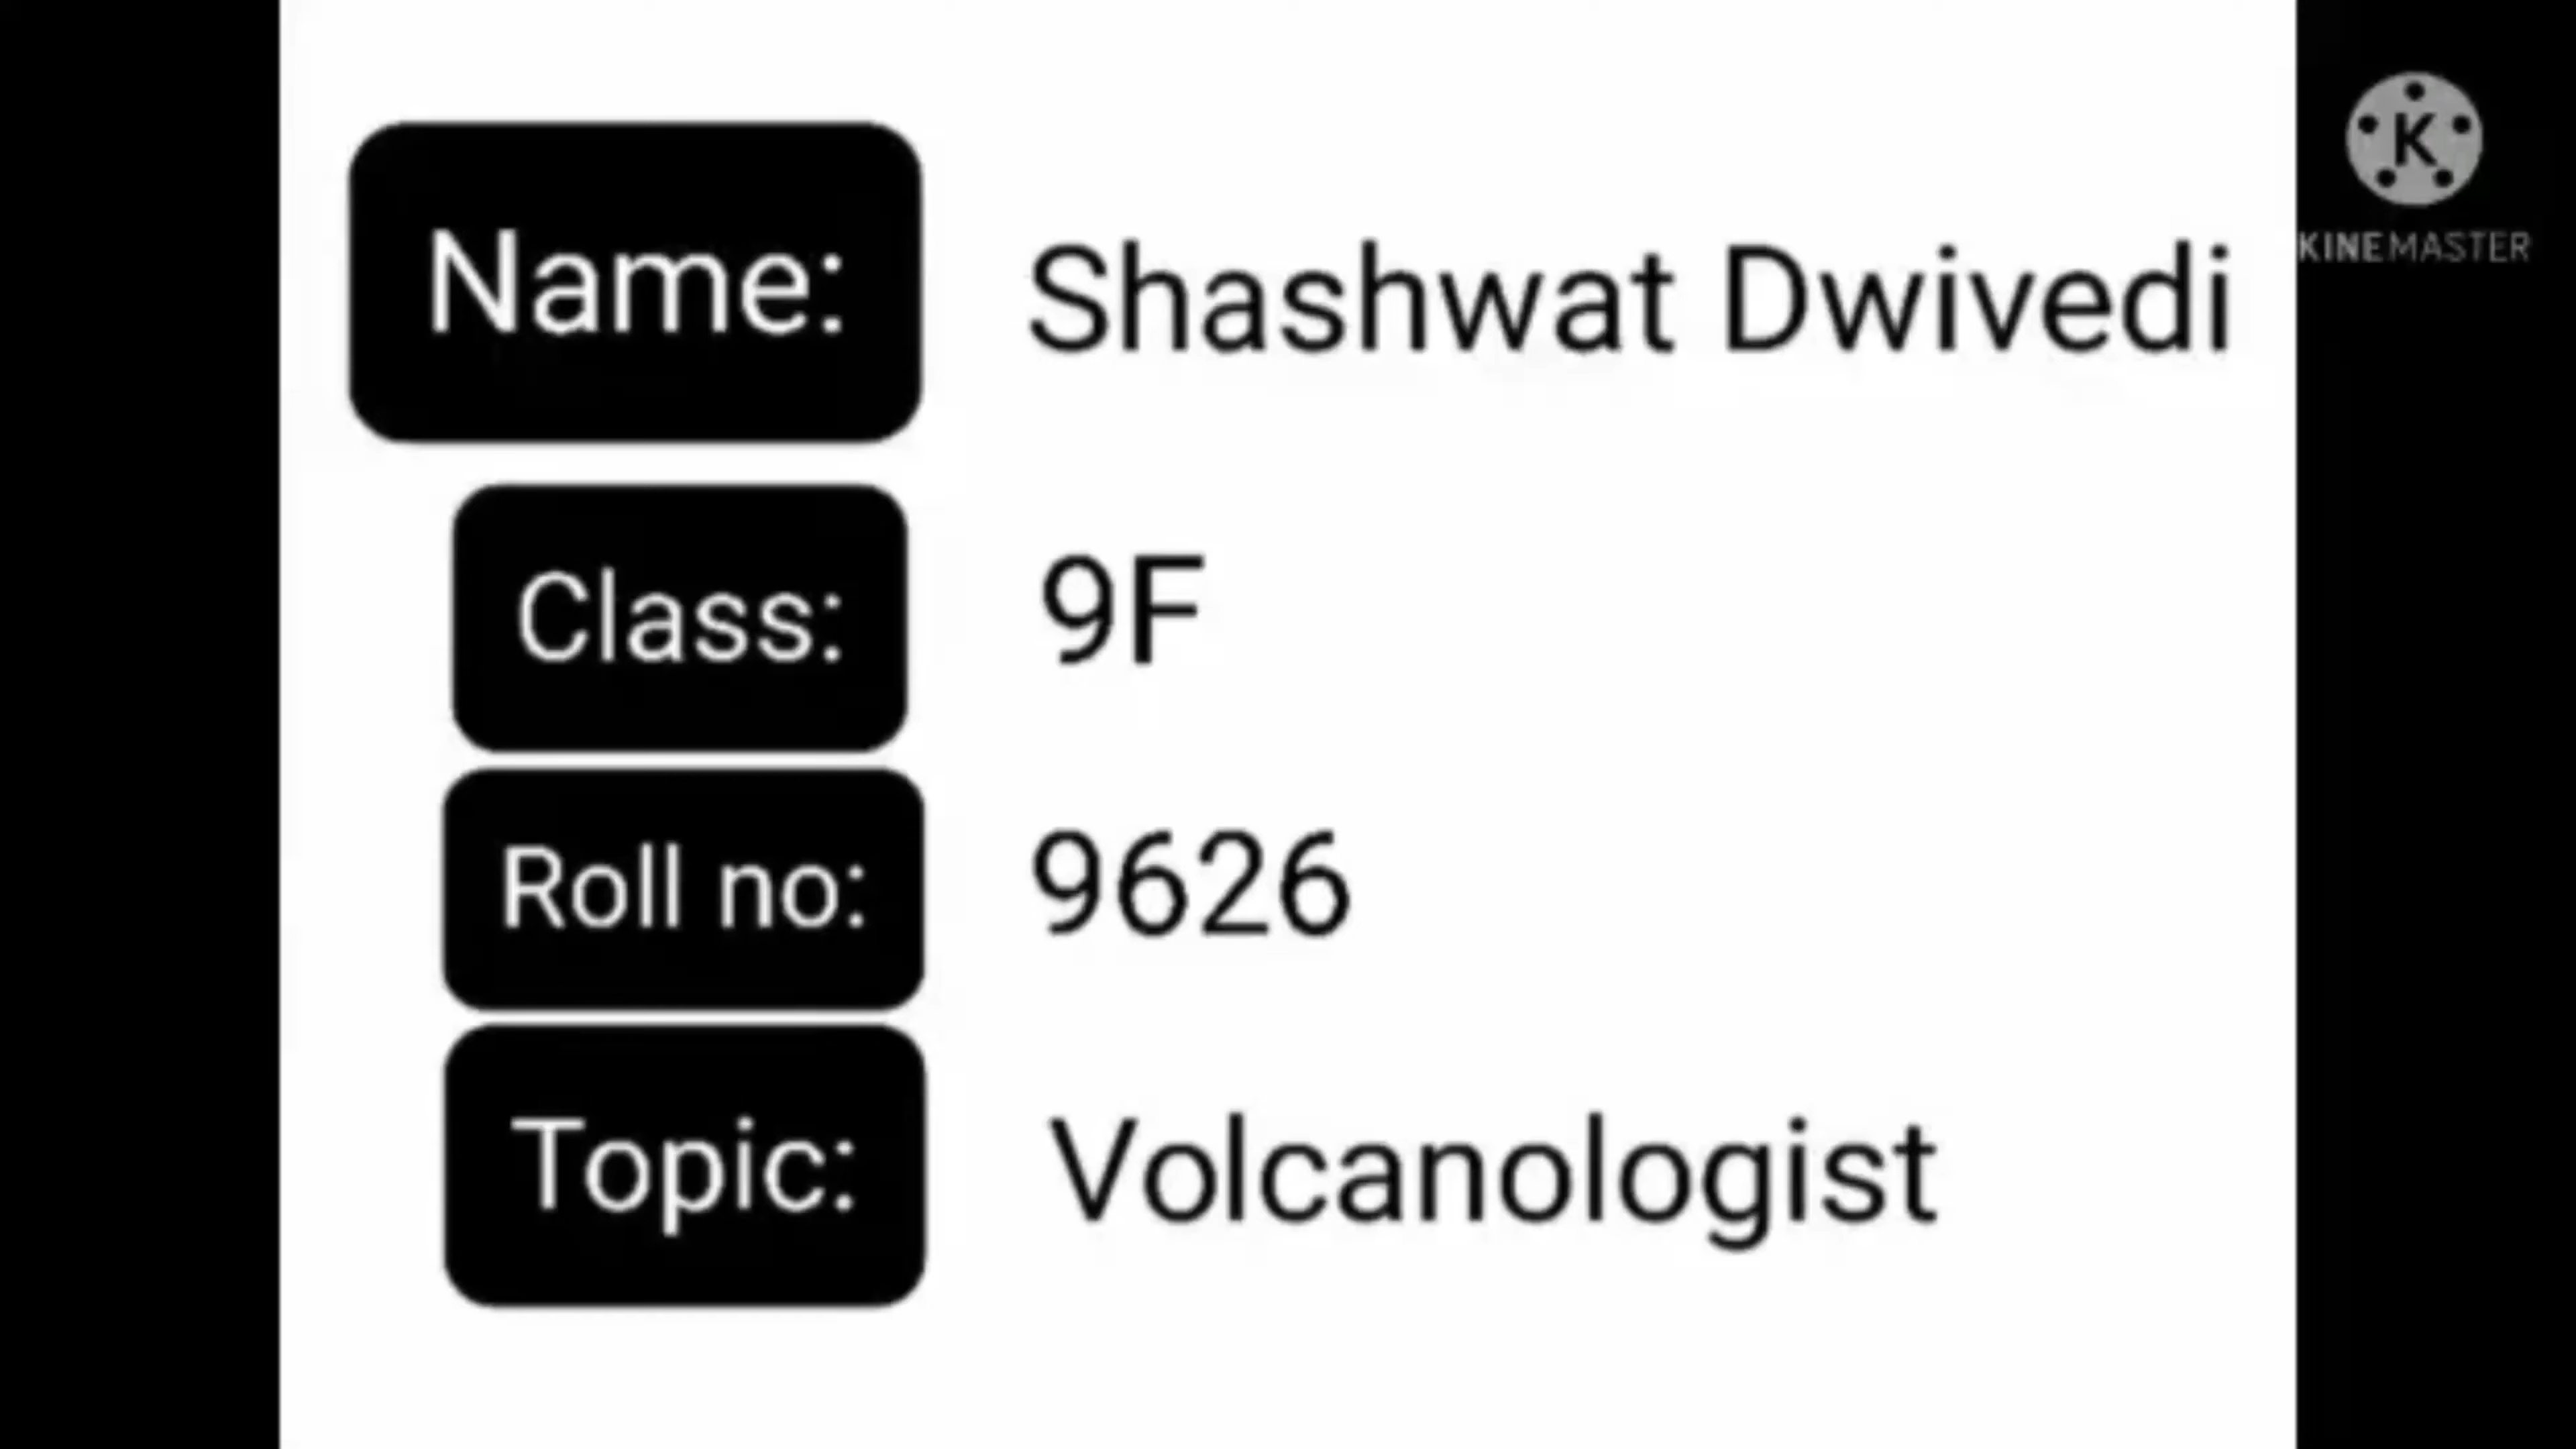 Name: Shashwat Dwivedi
KINEMASTER
Class: 9F
Roll no: 9626
Topic: Volcanologist